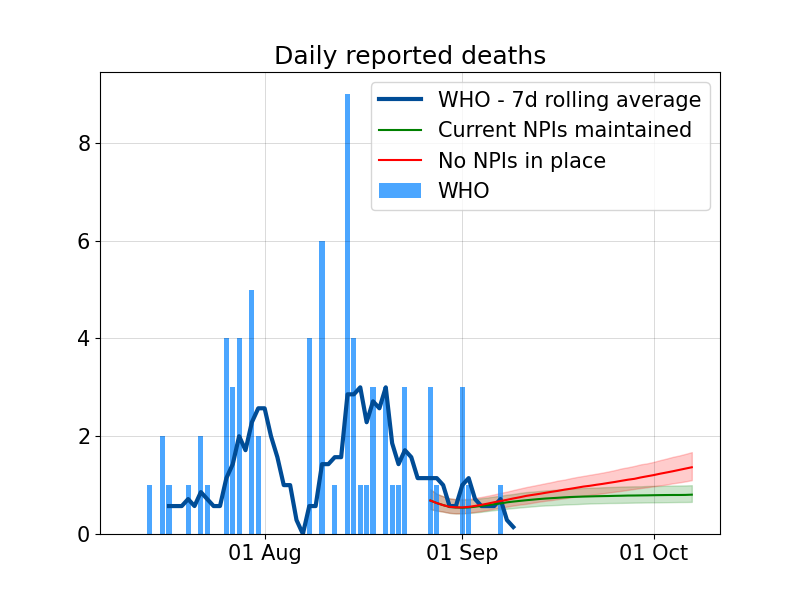 Daily reported deaths
WHO - 7d rolling average
Current NPIs maintained
No NPIs in place
WHO
8
6
4
2
0
01 Aug
01 Sep
01 Oct